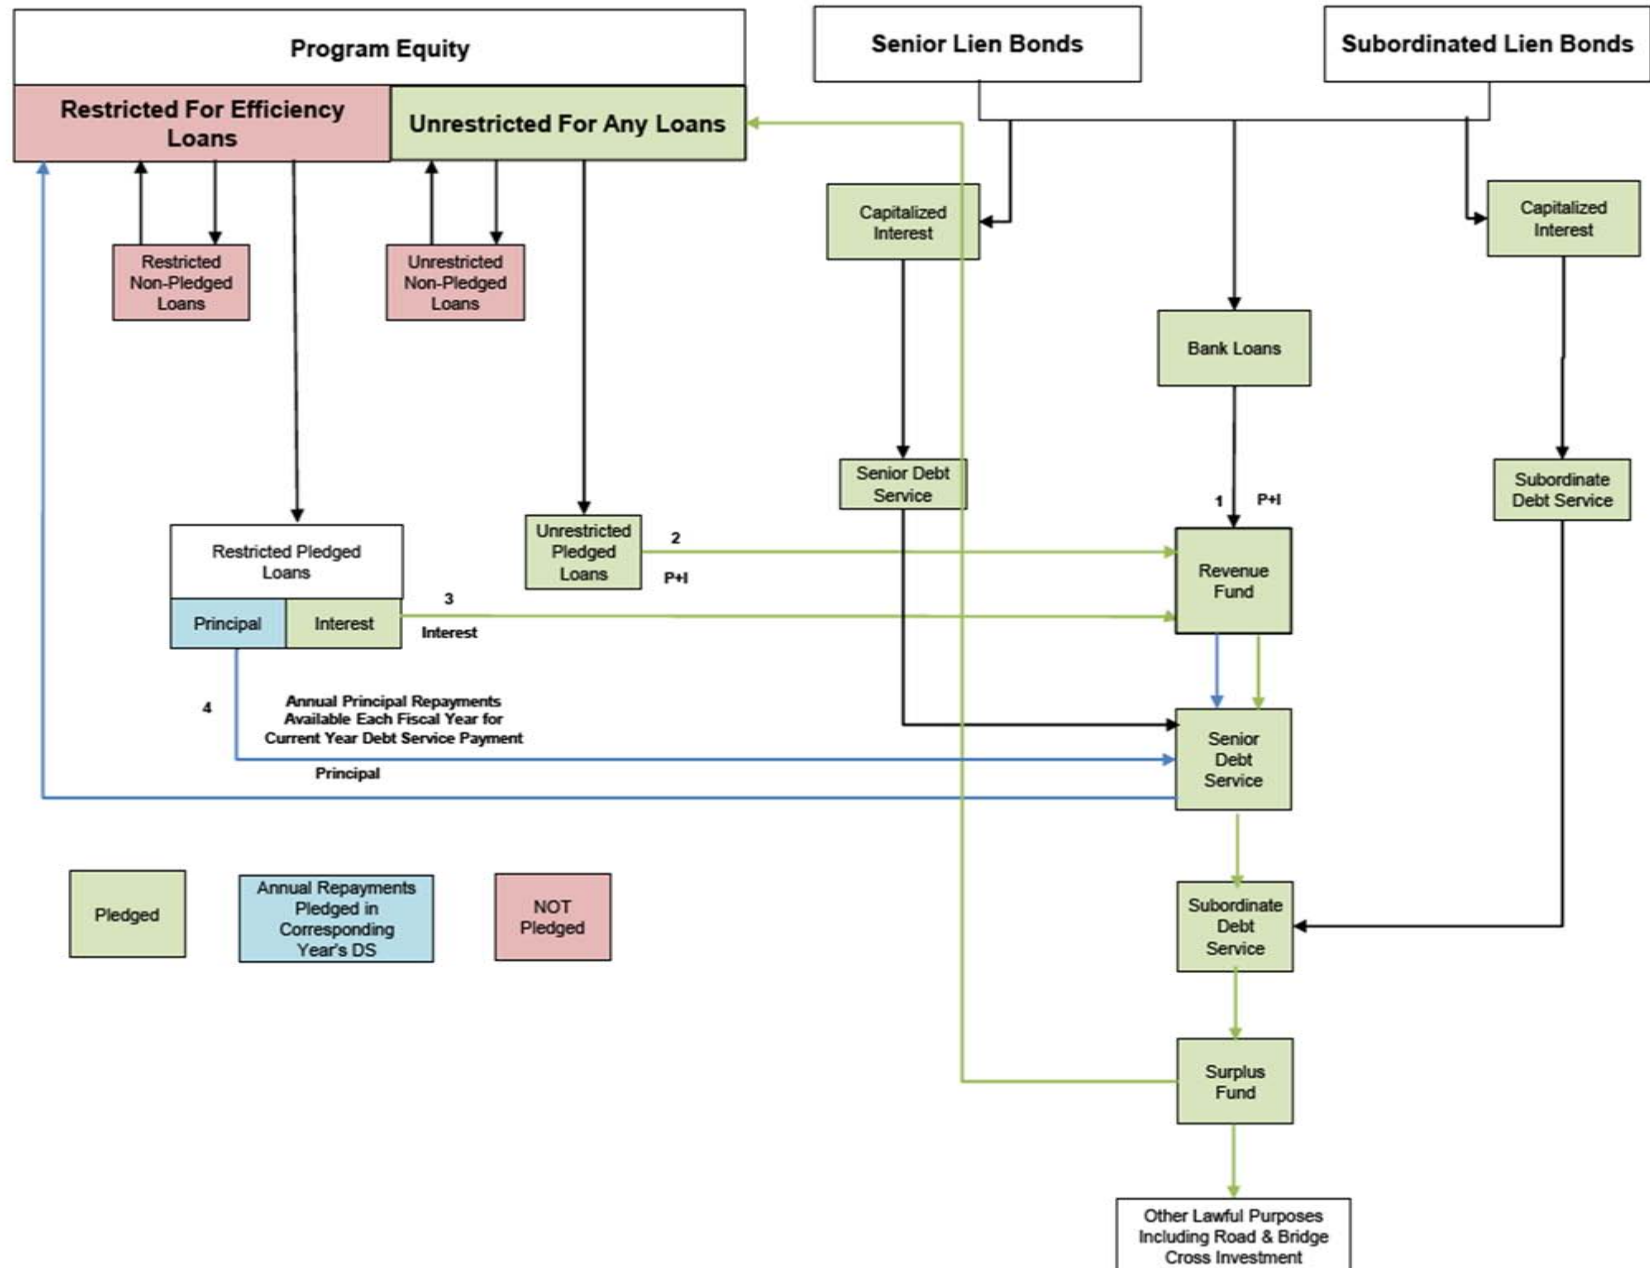 Program Equity
Senior Lien Bonds
Subordinated Lien Bonds
Restricted For Efficiency
Loans
Unrestricted For Any Loans
Capitalized
Interest
Capitalized
Interest
Restricted
Non-Pledged
Loans
Unrestricted
Non-Pledged
Loans
Bank Loans
Senior Debt
Service
Subordinate
Debt Service
1 P+I
Restricted Pledged
Loans
Unrestricted
Pledged
Loans
2
P+I
Revenue
Fund
Principal
Interest
3
Interest
4
Annual Principal Repayments
Available Each Fiscal Year for
Current Year Debt Service Payment
Principal
Senior
Debt
Service
Pledged
Annual Repayments
Pledged in
Corresponding
Year's DS
NOT
Pledged
Subordinate
Debt
Service
Surplus
Fund
Other Lawful Purposes
Including Road & Bridge
Cross Investment